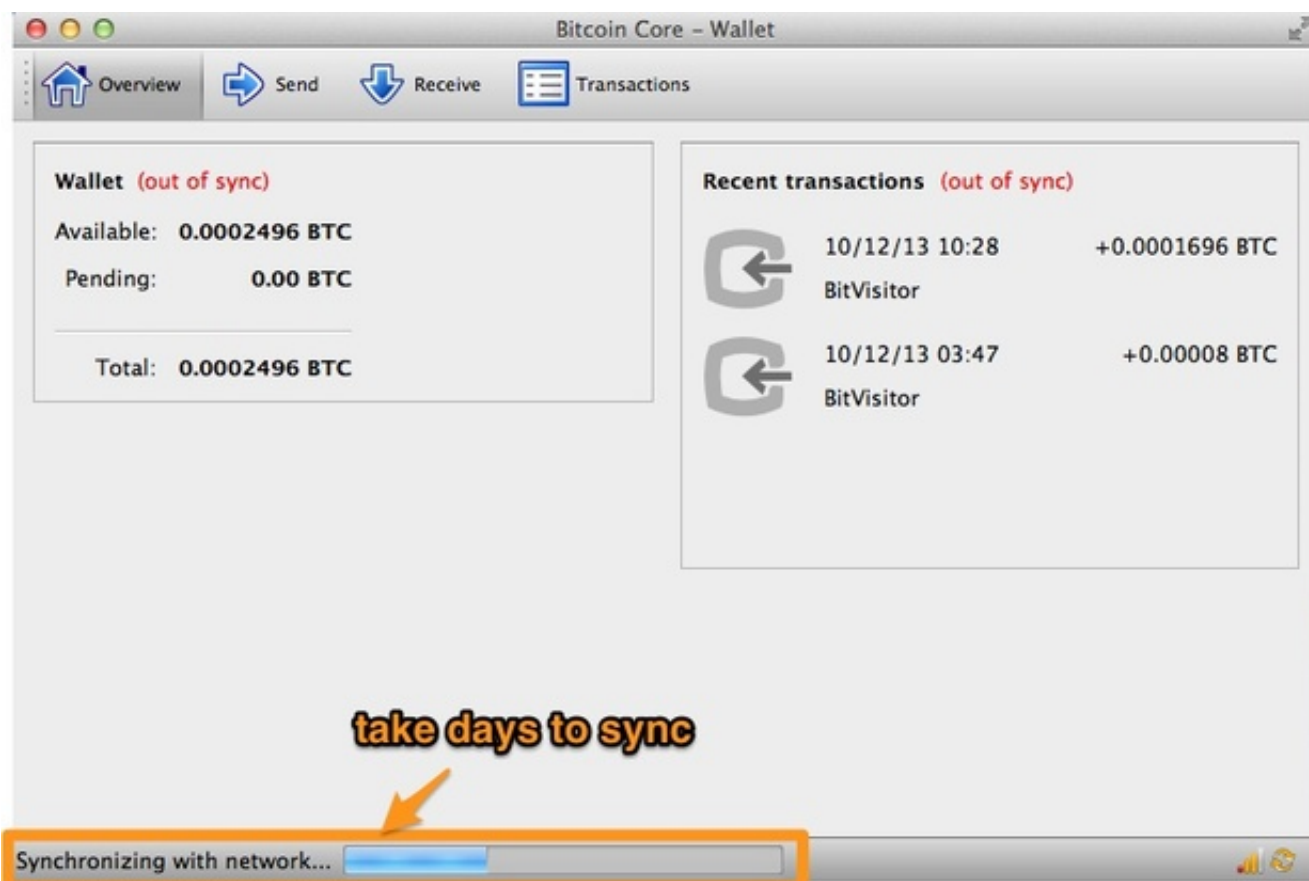 Bitcoin Core – Wallet
Overview Send Receive Transactions
Wallet (out of sync)
Available: 0.0002496 BTC
Pending: 0.00 BTC
Total: 0.0002496 BTC
Recent transactions (out of sync)
10/12/13 10:28 +0.0001696 BTC
BitVisitor
10/12/13 03:47 +0.00008 BTC
BitVisitor
take days to sync
Synchronizing with network...